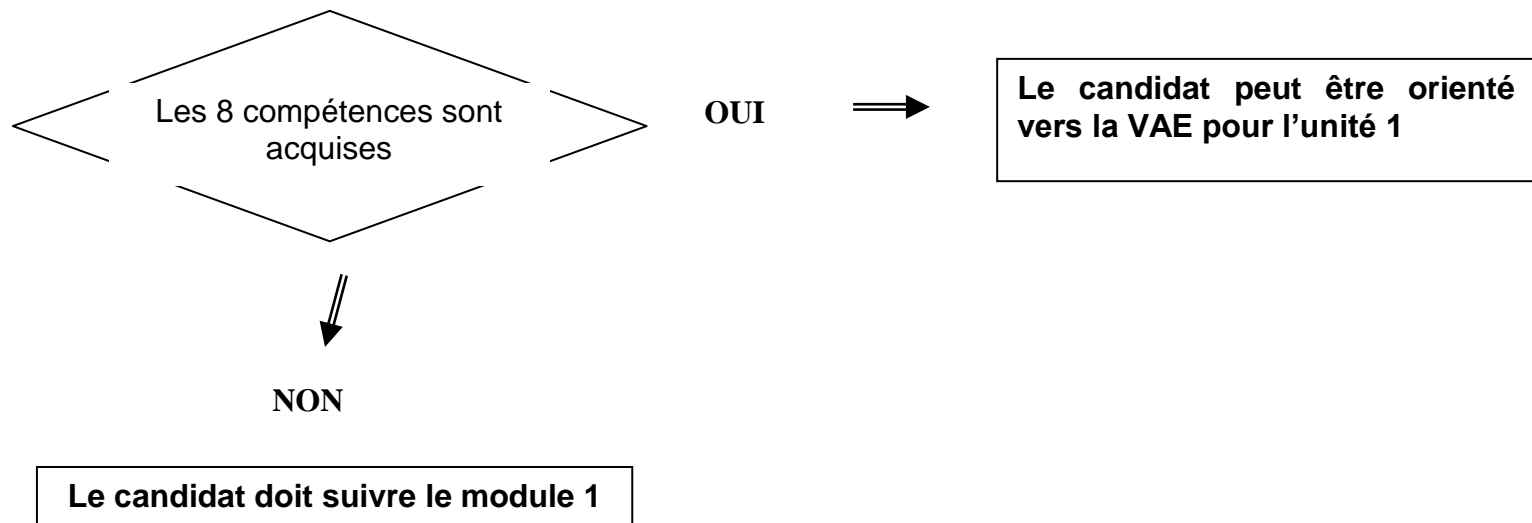 Les 8 compétences sont
acquises
OUI
Le candidat peut être orienté
vers la VAE pour l’unité 1
NON
Le candidat doit suivre le module 1